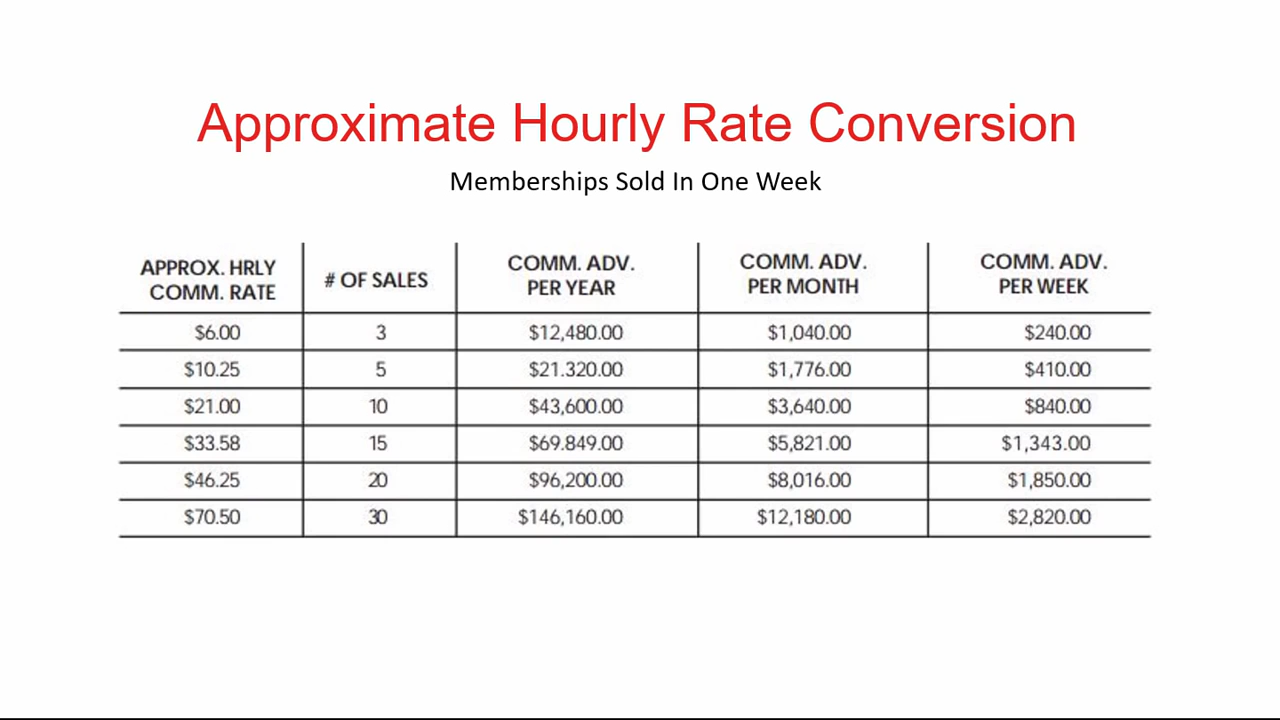 Approximate Hourly Rate Conversion
Memberships Sold In One Week
APPROX. HRLY COMM. RATE | # OF SALES | COMM. ADV. PER YEAR | COMM. ADV. PER MONTH | COMM. ADV. PER WEEK
$6.00 | 3 | $12,480.00 | $1,040.00 | $240.00
$10.25 | 5 | $21.320.00 | $1,776.00 | $410.00
$21.00 | 10 | $43,600.00 | $3,640.00 | $840.00
$33.58 | 15 | $69.849.00 | $5,821.00 | $1,343.00
$46.25 | 20 | $96,200.00 | $8,016.00 | $1,850.00
$70.50 | 30 | $146,160.00 | $12,180.00 | $2,820.00